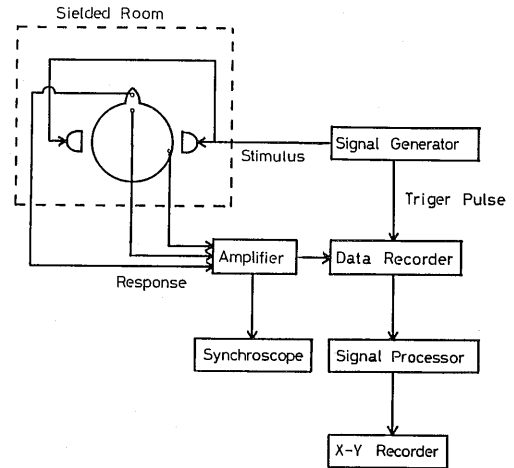 Sielded Room
Signal Generator
Stimulus
Triger Pulse
Amplifier
Data Recorder
Response
Synchroscope
Signal Processor
X-Y Recorder